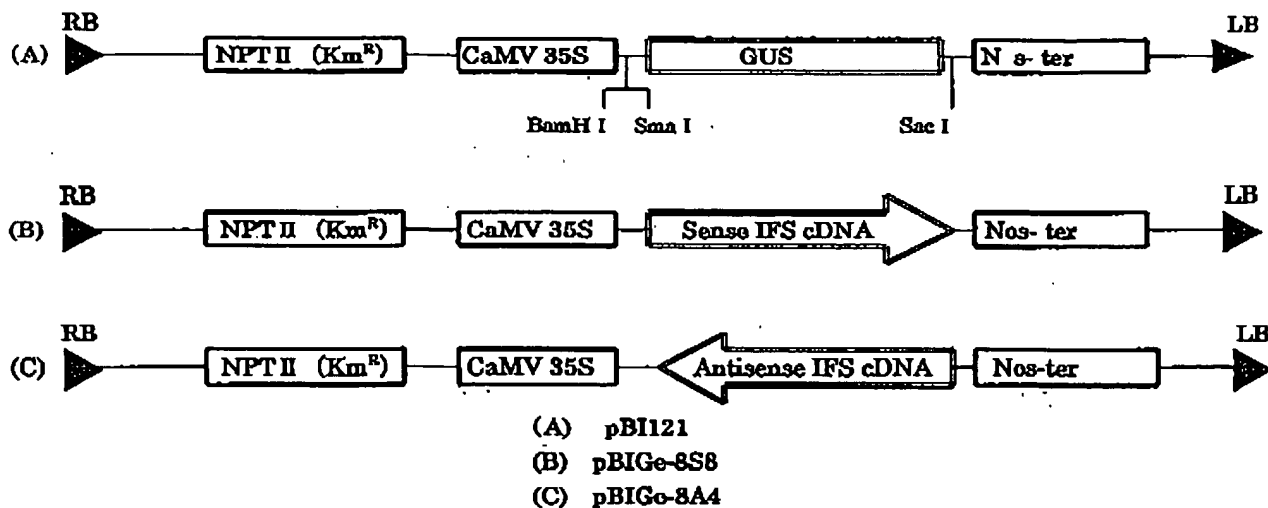 RB LB
(A) NPT II (Km^R) CaMV 35S GUS N s- ter
BamH I Sma I Sac I
RB LB
(B) NPT II (Km^R) CaMV 35S Sense IFS cDNA Nos- ter
RB LB
(C) NPT II (Km^R) CaMV 35S Antisense IFS cDNA Nos-ter
(A) pBI121
(B) pBIGe-8S8
(C) pBIGo-8A4